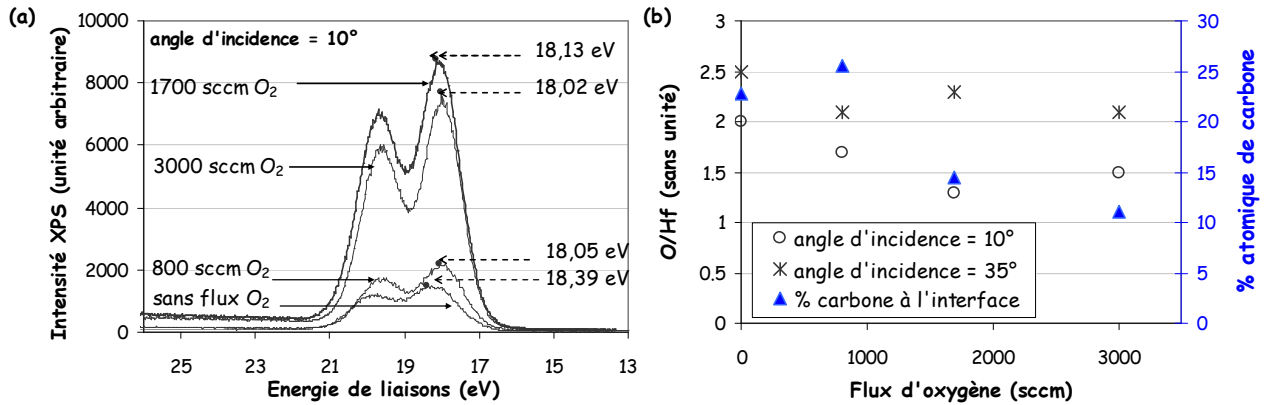 (a)
Intensité XPS (unité arbitraire)
10000
8000
6000
4000
2000
0
angle d'incidence = 10°
18,13 eV
1700 sccm O2
18,02 eV
3000 sccm O2
18,05 eV
800 sccm O2
18,39 eV
sans flux O2
25 23 21 19 17 15 13
Energie de liaisons (eV)
(b)
O/Hf (sans unité)
3
2.5
2
1.5
1
0.5
0
angle d'incidence = 10°
angle d'incidence = 35°
% carbone à l'interface
0 1000 2000 3000
Flux d'oxygène (sccm)
30
25
20
15
10
5
0
% atomique de carbone